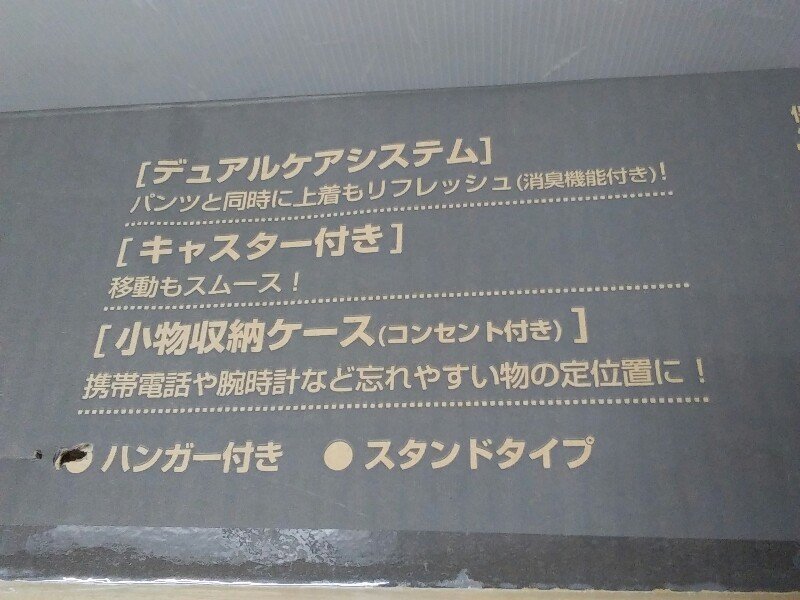 [デュアルケアシステム]
パンツと同時に上着もリフレッシュ(消臭機能付き)!
[キャスター付き]
移動もスムース!
[小物収納ケース(コンセント付き)]
携帯電話や腕時計など忘れやすい物の定位置に!
●ハンガー付き ●スタンドタイプ